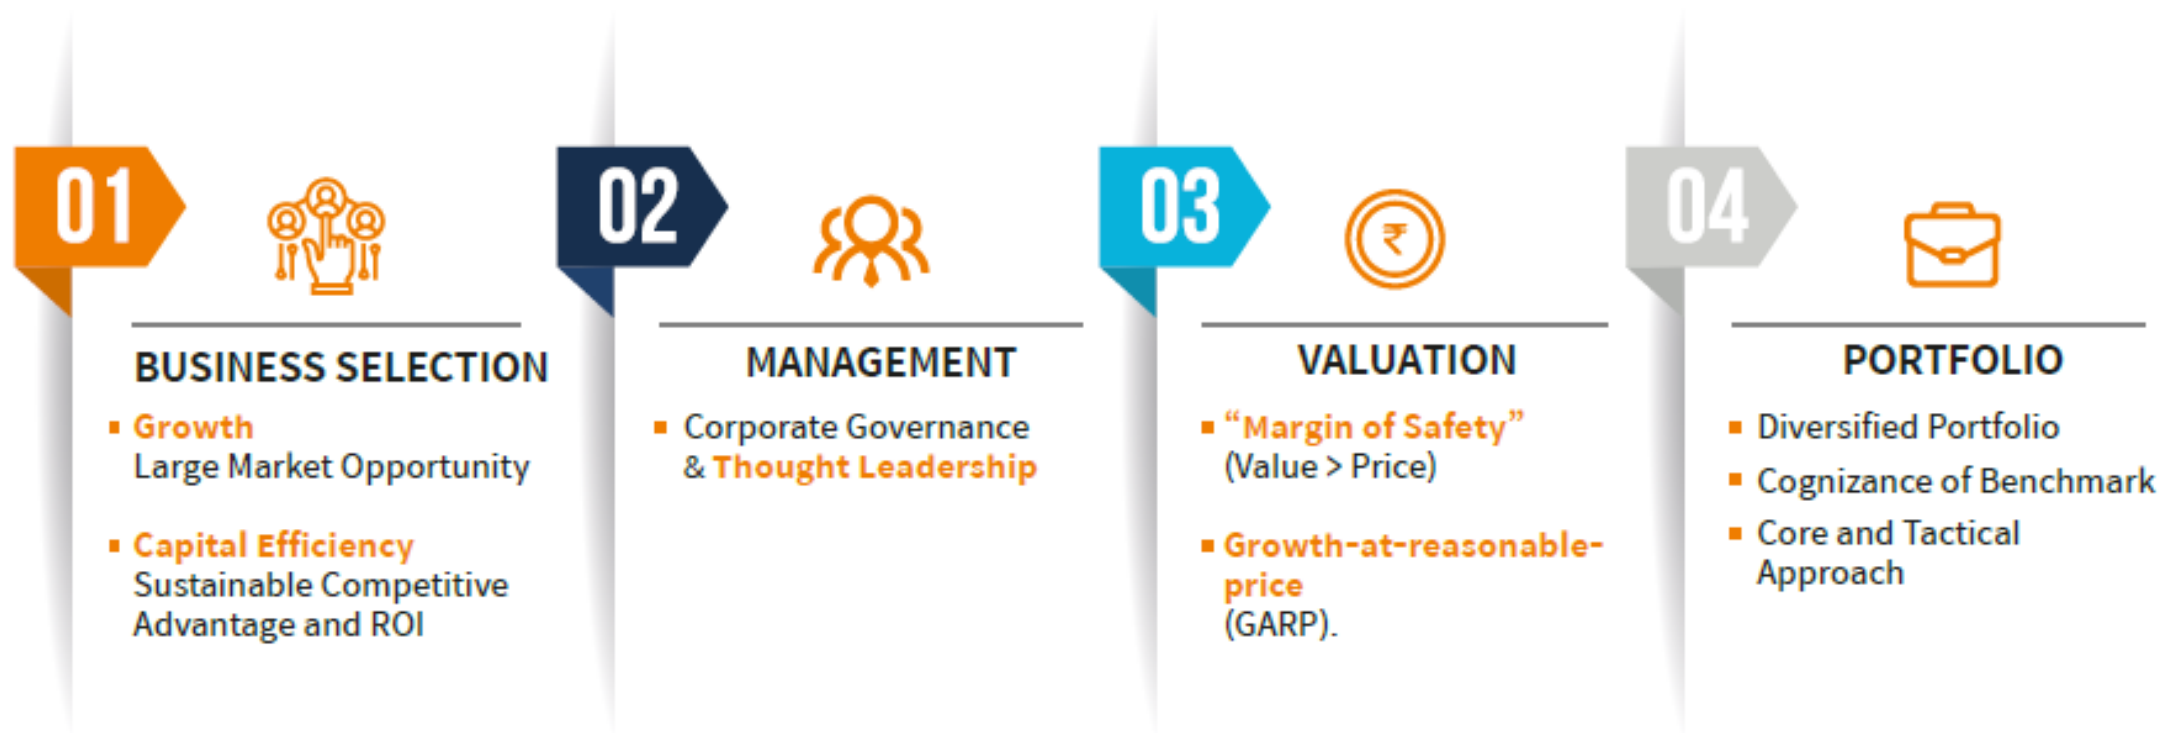 01
BUSINESS SELECTION
▪ Growth
Large Market Opportunity
▪ Capital Efficiency
Sustainable Competitive
Advantage and ROI
02
MANAGEMENT
▪ Corporate Governance
& Thought Leadership
03
₹
VALUATION
▪ “Margin of Safety”
(Value > Price)
▪ Growth-at-reasonable-
price
(GARP).
04
PORTFOLIO
▪ Diversified Portfolio
▪ Cognizance of Benchmark
▪ Core and Tactical
Approach